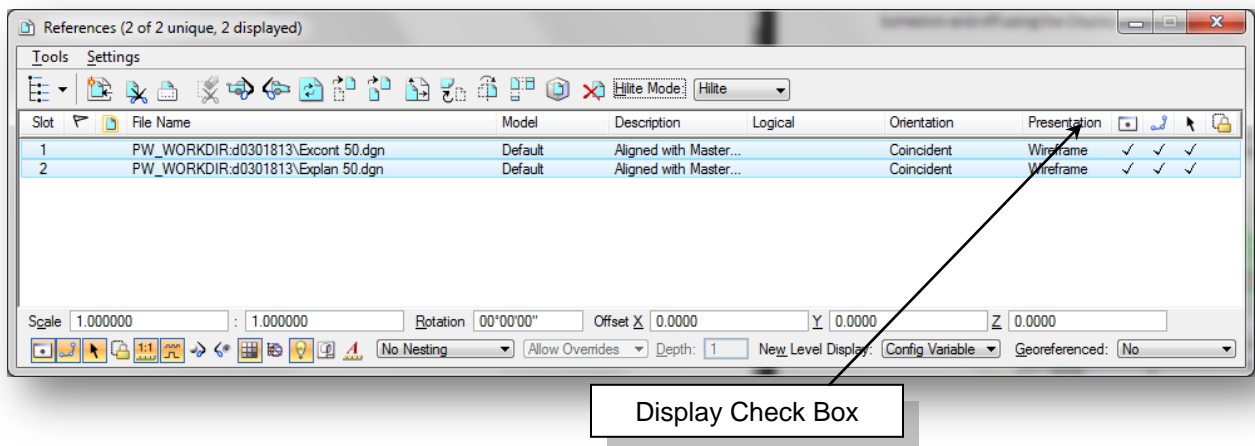 References (2 of 2 unique, 2 displayed)
Tools Settings
Hilite Mode: Hilite
Slot File Name Model Description Logical Orientation Presentation
1 PW_WORKDIR:d0301813\Excont 50.dgn Default Aligned with Master... Coincident Wireframe
2 PW_WORKDIR:d0301813\Explan 50.dgn Default Aligned with Master... Coincident Wireframe
Scale 1.000000 : 1.000000 Rotation 00°00'00" Offset X 0.0000 Y 0.0000 Z 0.0000
1:1 A No Nesting Allow Overrides Depth: 1 New Level Display: Config Variable Georeferenced: No
Display Check Box